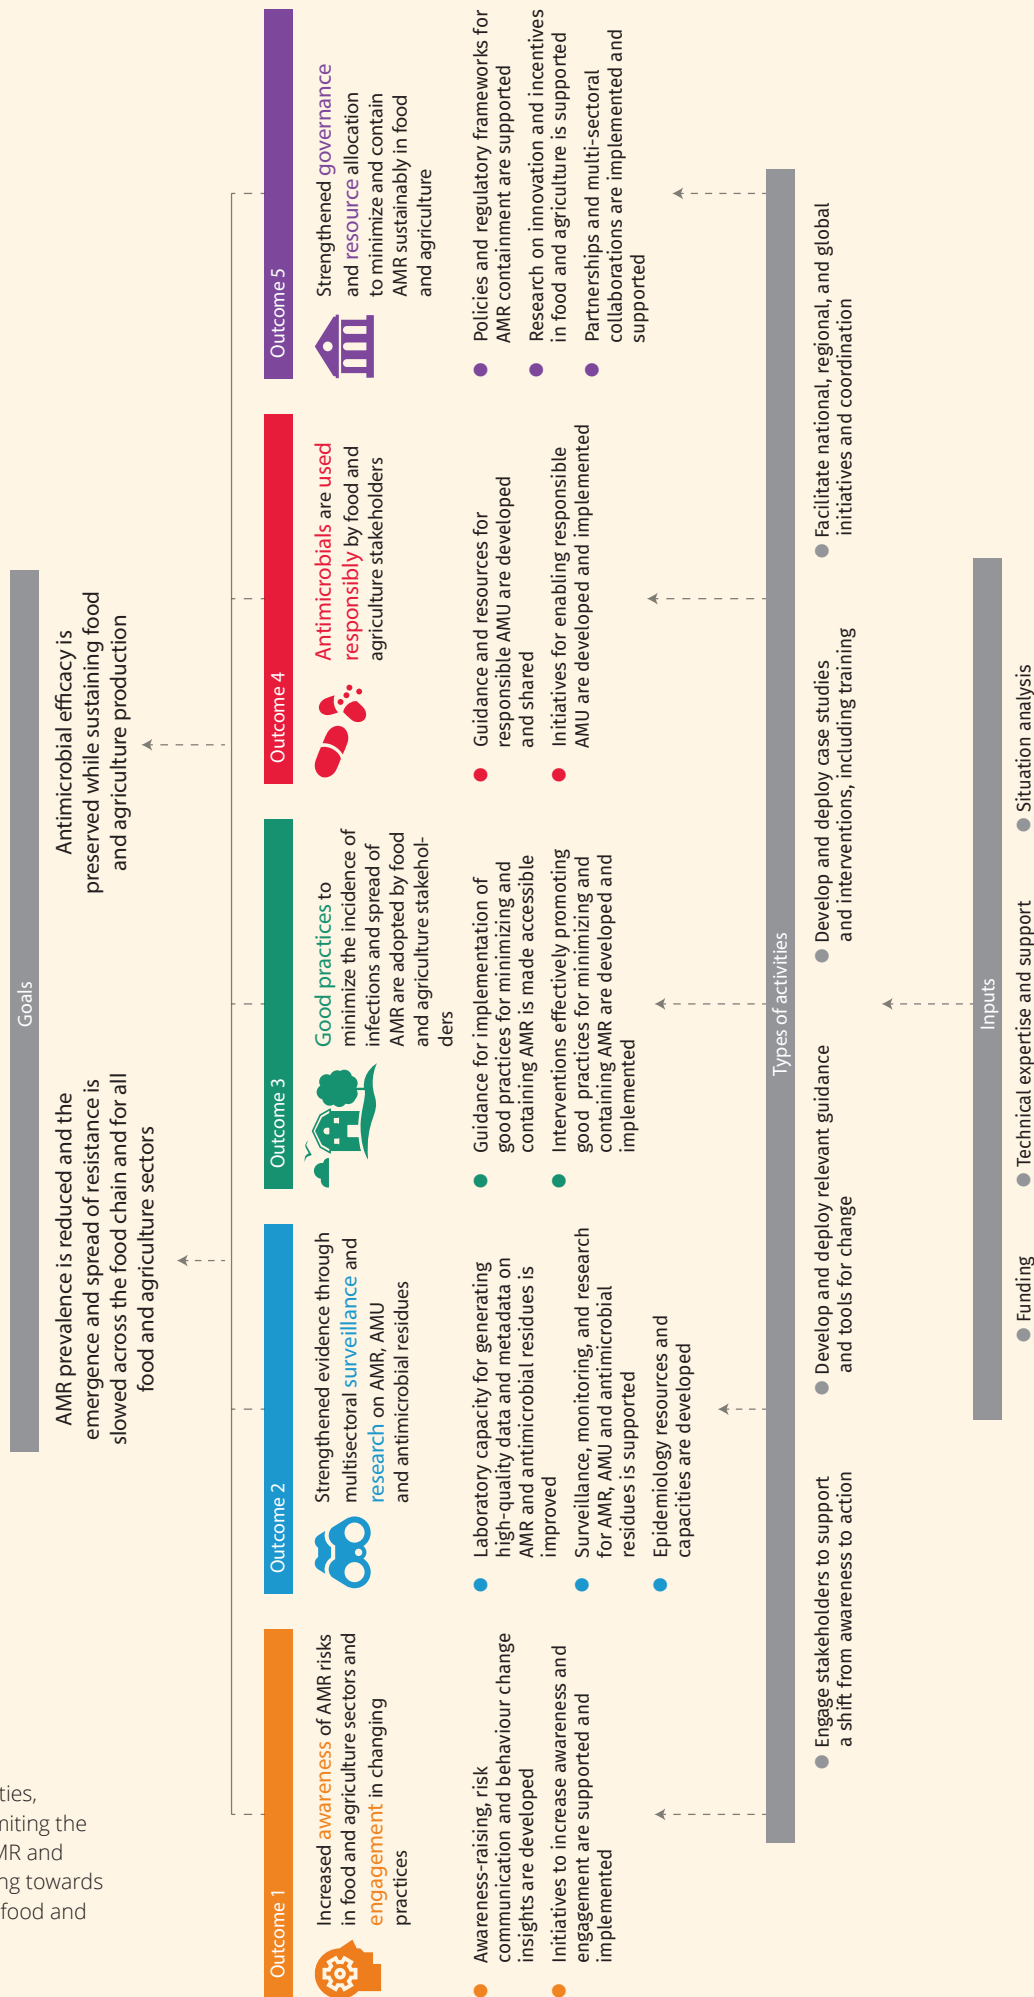 ties,
miting the
MR and
ng towards
food and
Goals
AMR prevalence is reduced and the
emergence and spread of resistance is
slowed across the food chain and for all
food and agriculture sectors
Antimicrobial efficacy is
preserved while sustaining food
and agriculture production
Outcome 1
Increased awareness of AMR risks
in food and agriculture sectors and
engagement in changing
practices
Awareness-raising, risk
communication and behaviour change
insights are developed
Initiatives to increase awareness and
engagement are supported and
implemented
Outcome 2
Strengthened evidence through
multisectoral surveillance and
research on AMR, AMU
and antimicrobial residues
Laboratory capacity for generating
high-quality data and metadata on
AMR and antimicrobial residues is
improved
Surveillance, monitoring, and research
for AMR, AMU and antimicrobial
residues is supported
Epidemiology resources and
capacities are developed
Outcome 3
Good practices to
minimize the incidence of
infections and spread of
AMR are adopted by food
and agriculture stakehol-
ders
Guidance for implementation of
good practices for minimizing and
containing AMR is made accessible
Interventions effectively promoting
good practices for minimizing and
containing AMR are developed and
implemented
Outcome 4
Antimicrobials are used
responsibly by food and
agriculture stakeholders
Guidance and resources for
responsible AMU are developed
and shared
Initiatives for enabling responsible
AMU are developed and implemented
Outcome 5
Strengthened governance
and resource allocation
to minimize and contain
AMR sustainably in food
and agriculture
Policies and regulatory frameworks for
AMR containment are supported
Research on innovation and incentives
in food and agriculture is supported
Partnerships and multi-sectoral
collaborations are implemented and
supported
Types of activities
Engage stakeholders to support
a shift from awareness to action
Develop and deploy relevant guidance
and tools for change
Develop and deploy case studies
and interventions, including training
Facilitate national, regional, and global
initiatives and coordination
Inputs
Funding
Technical expertise and support
Situation analysis